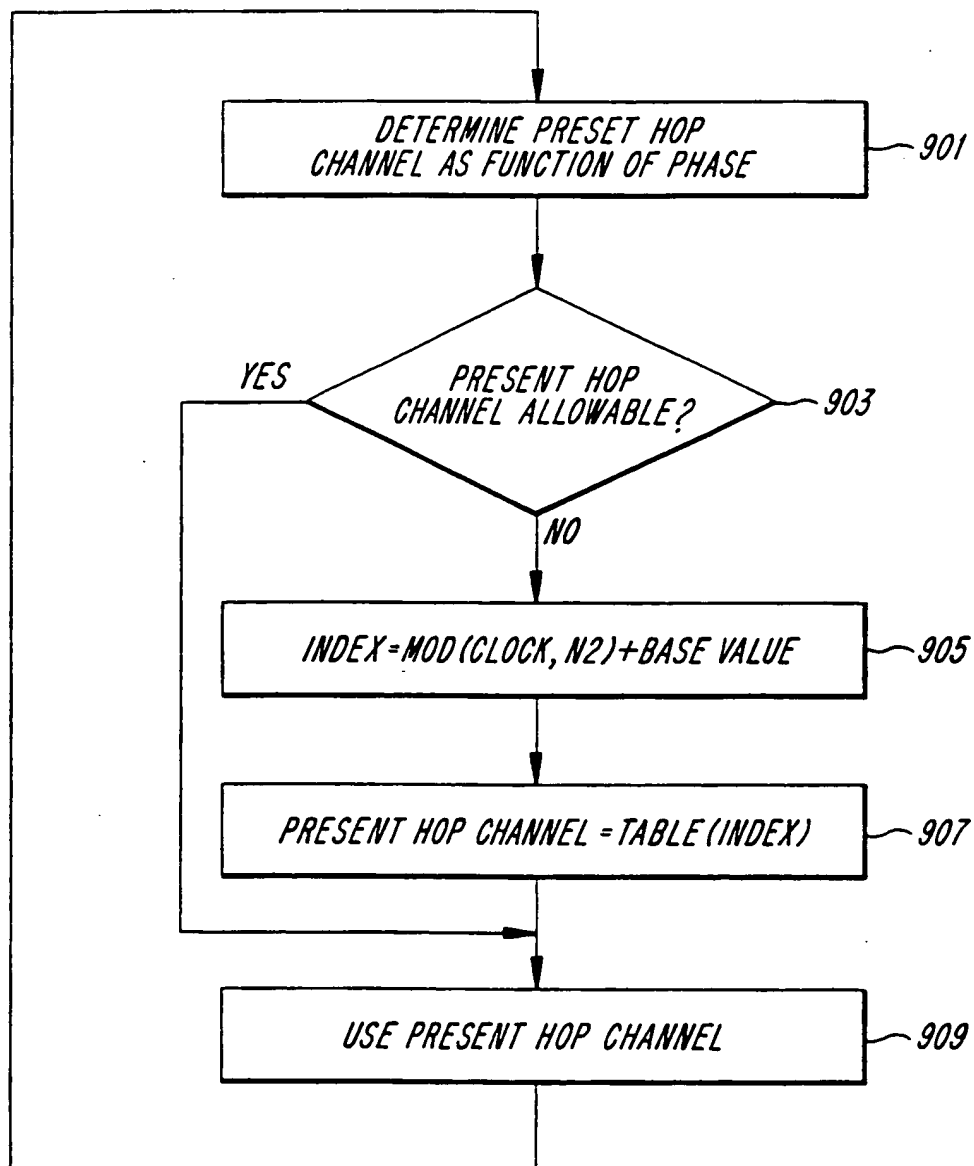 DETERMINE PRESET HOP
CHANNEL AS FUNCTION OF PHASE
901
YES
PRESENT HOP
CHANNEL ALLOWABLE?
903
NO
INDEX=MOD(CLOCK, N2)+BASE VALUE
905
PRESENT HOP CHANNEL=TABLE(INDEX)
907
USE PRESENT HOP CHANNEL
909